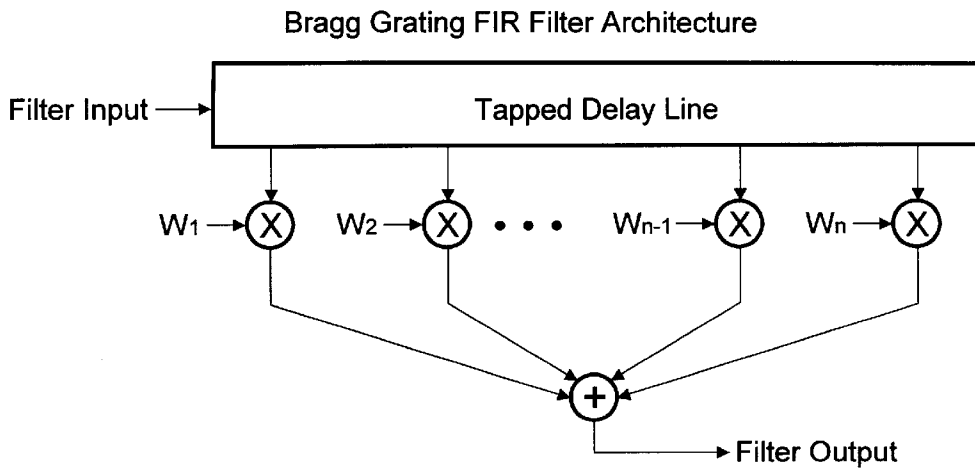 Bragg Grating FIR Filter Architecture
Filter Input
Tapped Delay Line
W1 X W2 X • • • Wn-1 X Wn X
+
Filter Output